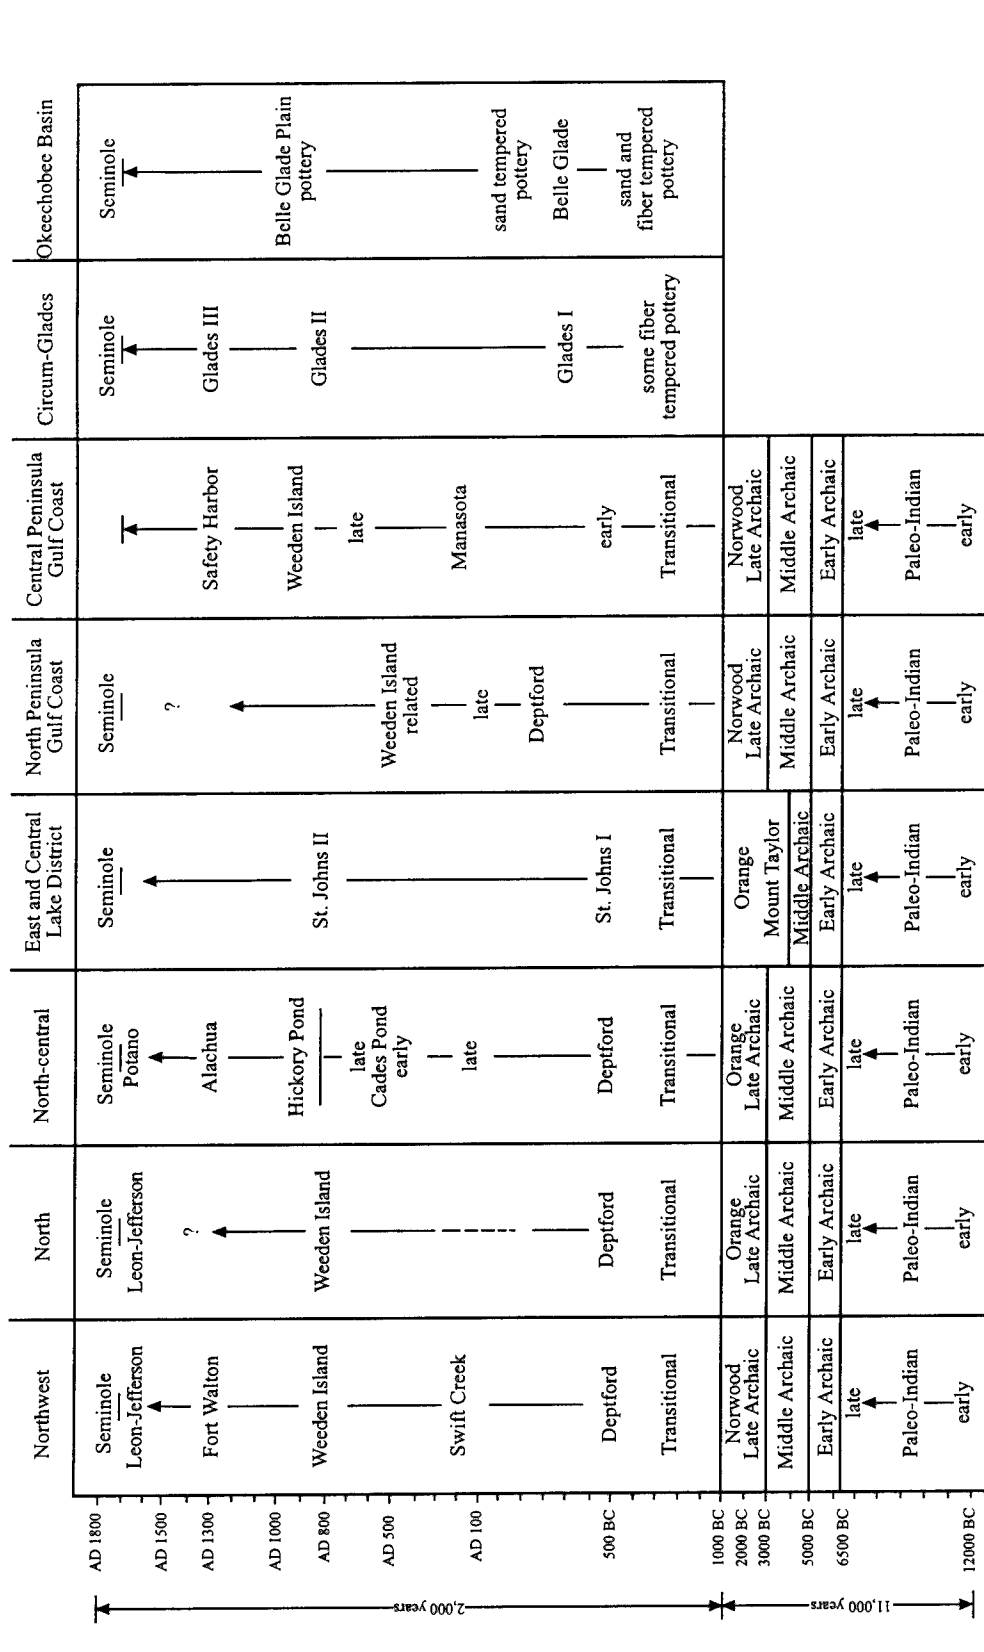 Northwest
North
North-central
East and Central
Lake District
North Peninsula
Gulf Coast
Central Peninsula
Gulf Coast
Circum-Glades
Okeechobee Basin
2,000 years
11,000 years
AD 1800
AD 1500
AD 1300
AD 1000
AD 800
AD 500
AD 100
500 BC
1000 BC
2000 BC
3000 BC
5000 BC
6500 BC
12000 BC
Seminole
Leon-Jefferson
Fort Walton
Weeden Island
Swift Creek
Deptford
Transitional
Norwood
Late Archaic
Middle Archaic
Early Archaic
late
Paleo-Indian
early
Seminole
Leon-Jefferson
?
Weeden Island
Deptford
Transitional
Orange
Late Archaic
Middle Archaic
Early Archaic
late
Paleo-Indian
early
Seminole
Potano
Alachua
Hickory Pond
late
Cades Pond
early
late
Deptford
Transitional
Orange
Late Archaic
Middle Archaic
Early Archaic
late
Paleo-Indian
early
Seminole
St. Johns II
St. Johns I
Transitional
Orange
Mount Taylor
Middle Archaic
Early Archaic
late
Paleo-Indian
early
Seminole
?
Weeden Island
related
late
Deptford
Transitional
Norwood
Late Archaic
Middle Archaic
Early Archaic
late
Paleo-Indian
early
Safety Harbor
Weeden Island
late
Manasota
early
Transitional
Norwood
Late Archaic
Middle Archaic
Early Archaic
late
Paleo-Indian
early
Seminole
Glades III
Glades II
Glades I
some fiber
tempered pottery
Seminole
Belle Glade Plain
pottery
sand tempered
pottery
Belle Glade
sand and
fiber tempered
pottery